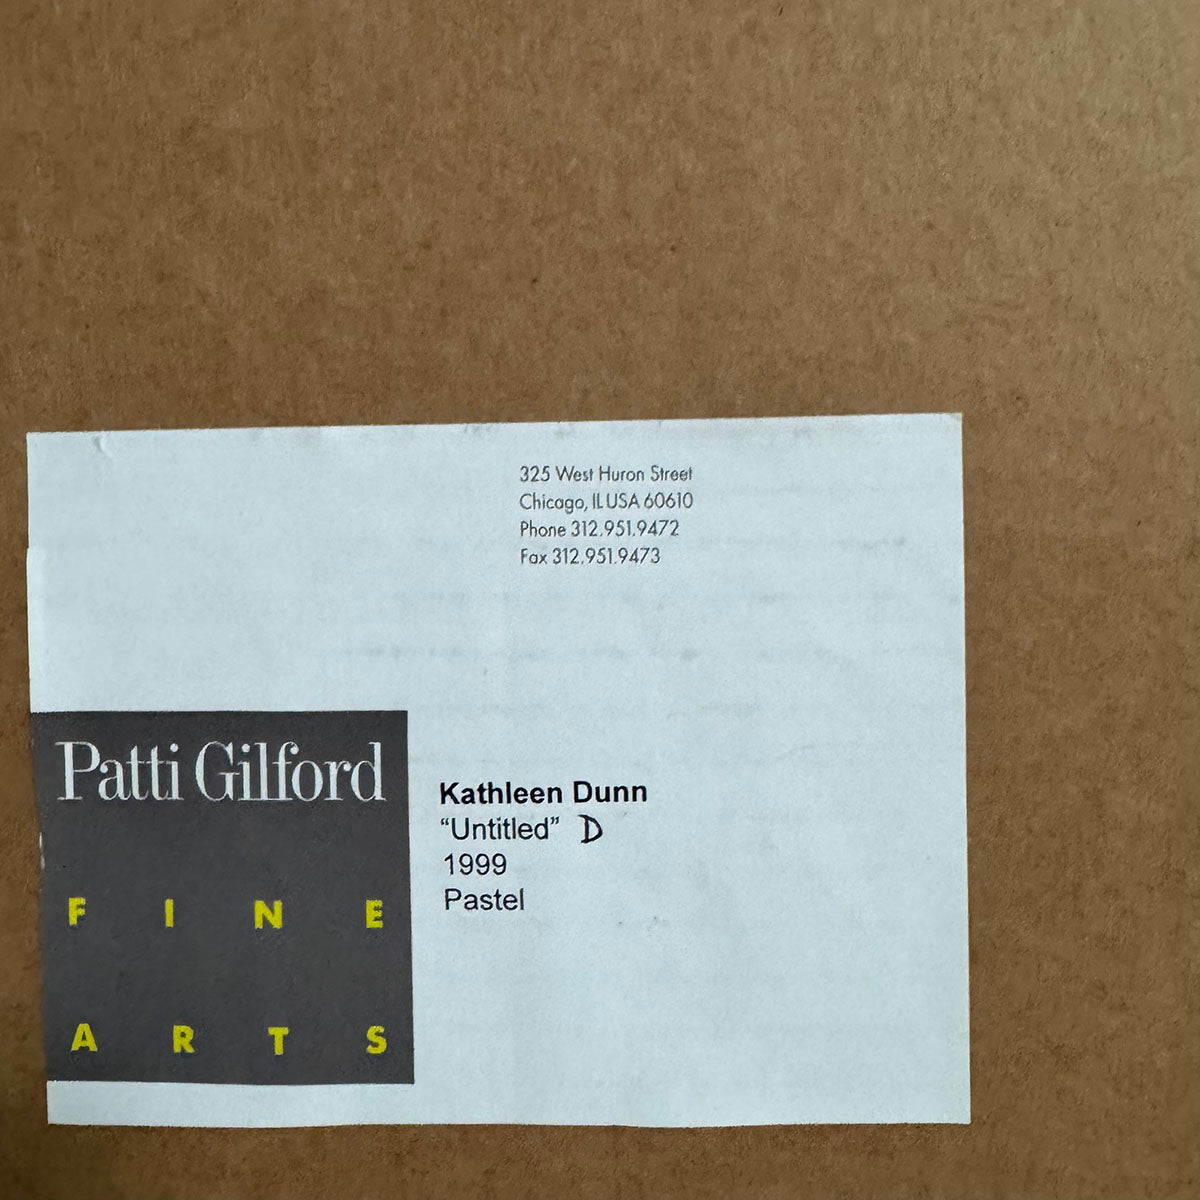 325 West Huron Street
Chicago, IL USA 60610
Phone 312.951.9472
Fax 312.951.9473
Patti Gilford
FINE
ARTS
Kathleen Dunn
“Untitled” D
1999
Pastel